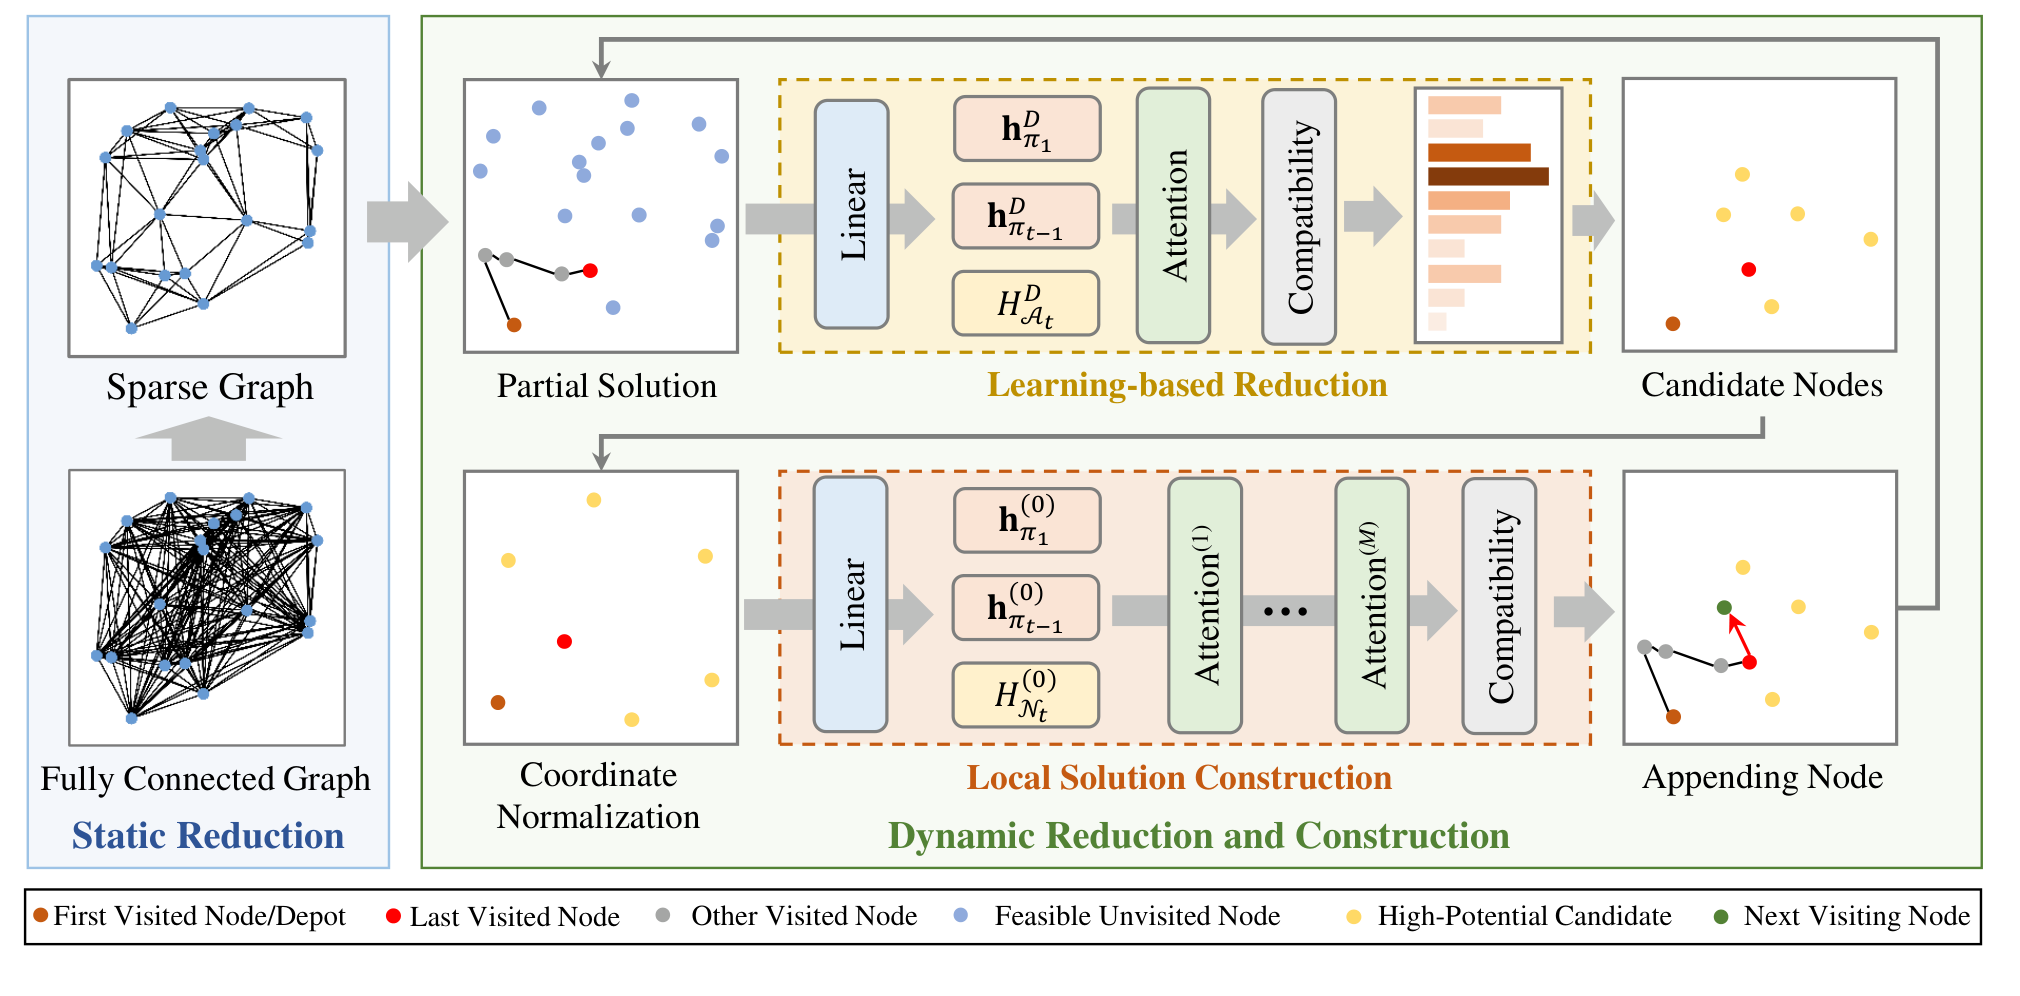 Sparse Graph
Fully Connected Graph
Static Reduction
Partial Solution
Linear
𝐡^D_{π_1}
𝐡^D_{π_{t−1}}
H^D_{𝒜_t}
Attention
Compatibility
Learning-based Reduction
Candidate Nodes
Coordinate
Normalization
Linear
𝐡^{(0)}_{π_1}
𝐡^{(0)}_{π_{t−1}}
H^{(0)}_{𝒩_t}
Attention^{(1)}
...
Attention^{(M)}
Compatibility
Local Solution Construction
Appending Node
Dynamic Reduction and Construction
First Visited Node/Depot Last Visited Node Other Visited Node Feasible Unvisited Node High-Potential Candidate Next Visiting Node